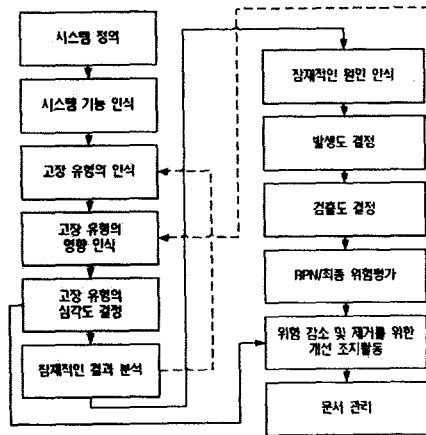 시스템 정의
시스템 기능 인식
고장 유형의 인식
고장 유형의
영향 인식
고장 유형의
심각도 결정
잠재적인 결과 분석
잠재적인 원인 인식
발생도 결정
검출도 결정
RPN/최종 위험평가
위험 감소 및 제거를 위한
개선 조치활동
문서 관리